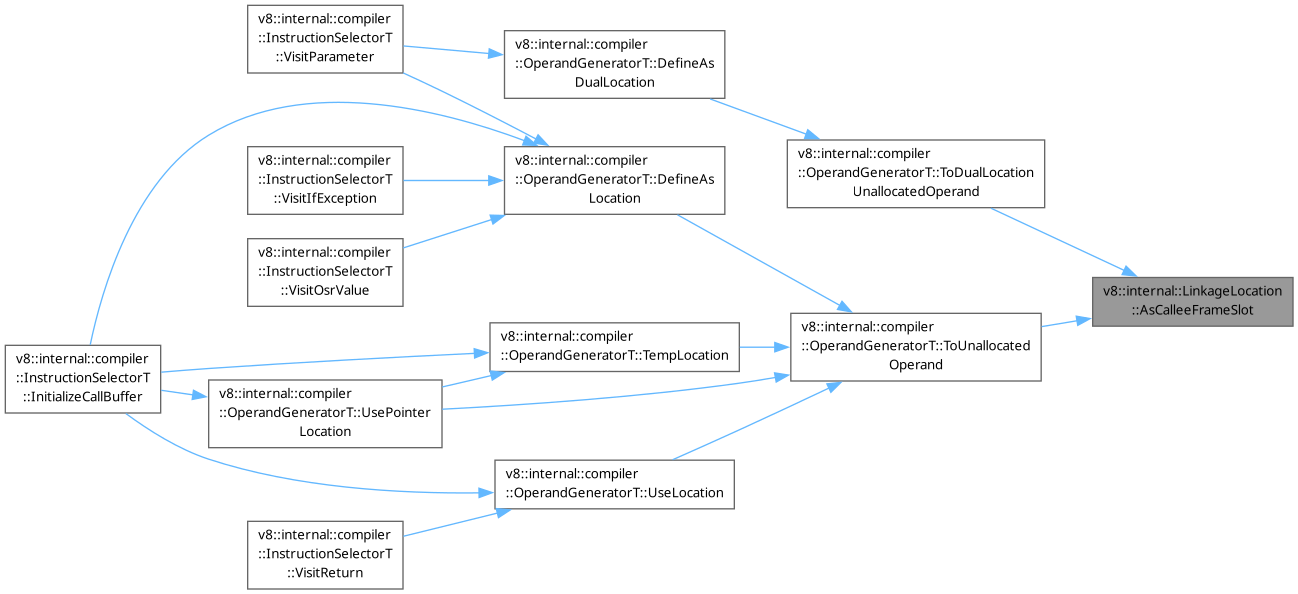 v8::internal::compiler
::InstructionSelectorT
::VisitParameter
v8::internal::compiler
::OperandGeneratorT::DefineAs
DualLocation
v8::internal::compiler
::OperandGeneratorT::ToDualLocation
UnallocatedOperand
v8::internal::compiler
::InstructionSelectorT
::VisitIfException
v8::internal::compiler
::OperandGeneratorT::DefineAs
Location
v8::internal::compiler
::InstructionSelectorT
::VisitOsrValue
v8::internal::LinkageLocation
::AsCalleeFrameSlot
v8::internal::compiler
::OperandGeneratorT::ToUnallocated
Operand
v8::internal::compiler
::OperandGeneratorT::TempLocation
v8::internal::compiler
::InstructionSelectorT
::InitializeCallBuffer
v8::internal::compiler
::OperandGeneratorT::UsePointer
Location
v8::internal::compiler
::OperandGeneratorT::UseLocation
v8::internal::compiler
::InstructionSelectorT
::VisitReturn